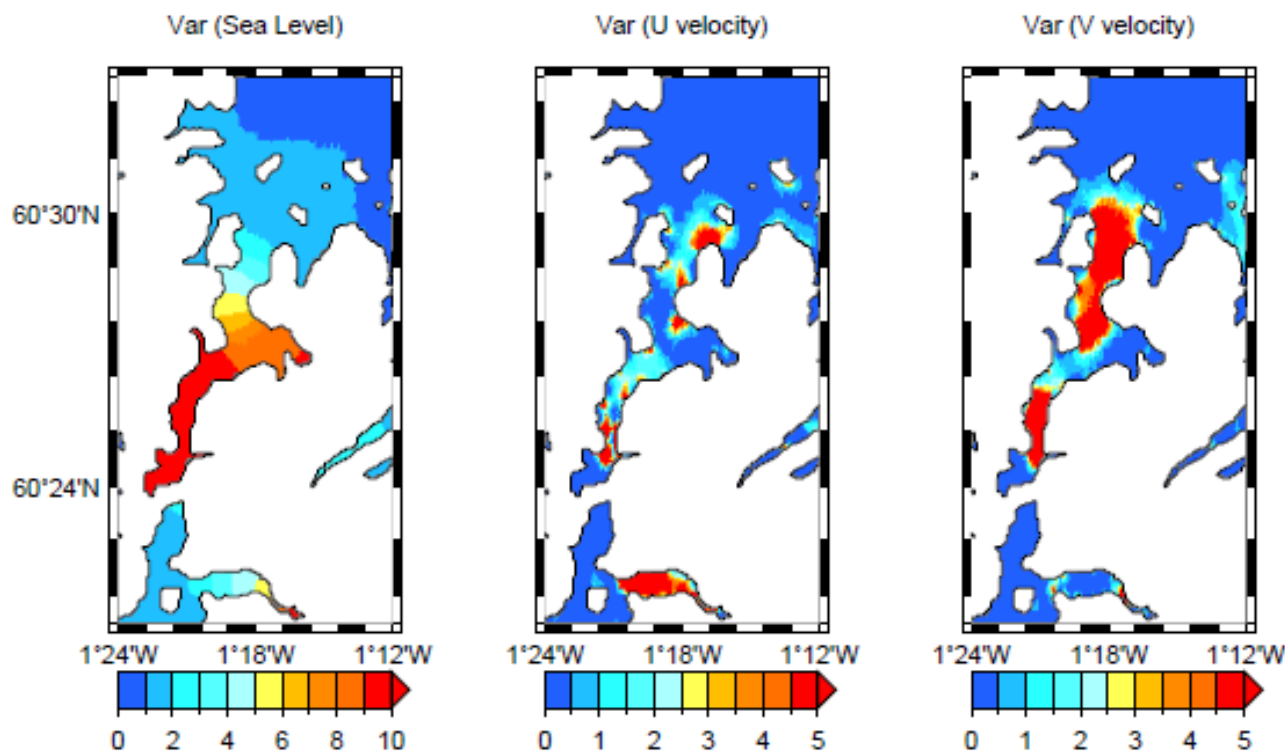 Var (Sea Level) Var (U velocity) Var (V velocity)
60°30'N
60°24'N
1°24'W 1°18'W 1°12'W 1°24'W 1°18'W 1°12'W 1°24'W 1°18'W 1°12'W
0 2 4 6 8 10 0 1 2 3 4 5 0 1 2 3 4 5